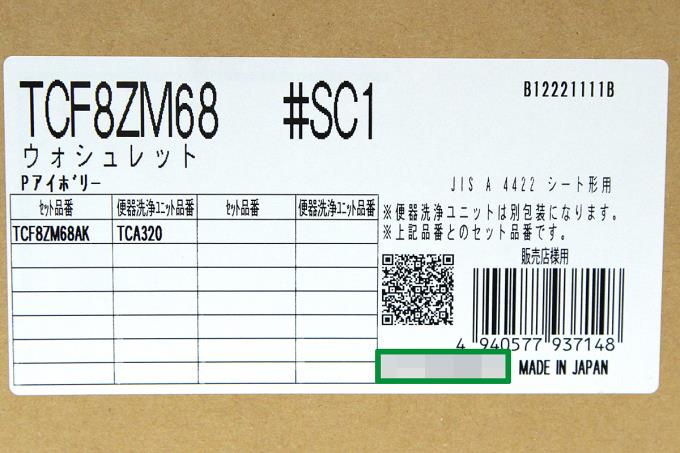 TCF8ZM68 #SC1
B12221111B
ウォシュレット
Pアイボリー
JIS A 4422 シート形用
セット品番 便器洗浄ユニット品番 セット品番 便器洗浄ユニット品番
TCF8ZM68AK TCA320
※便器洗浄ユニットは別包装になります。
※上記品番とのセット品番です。
販売店様用
4 940577 937148
MADE IN JAPAN